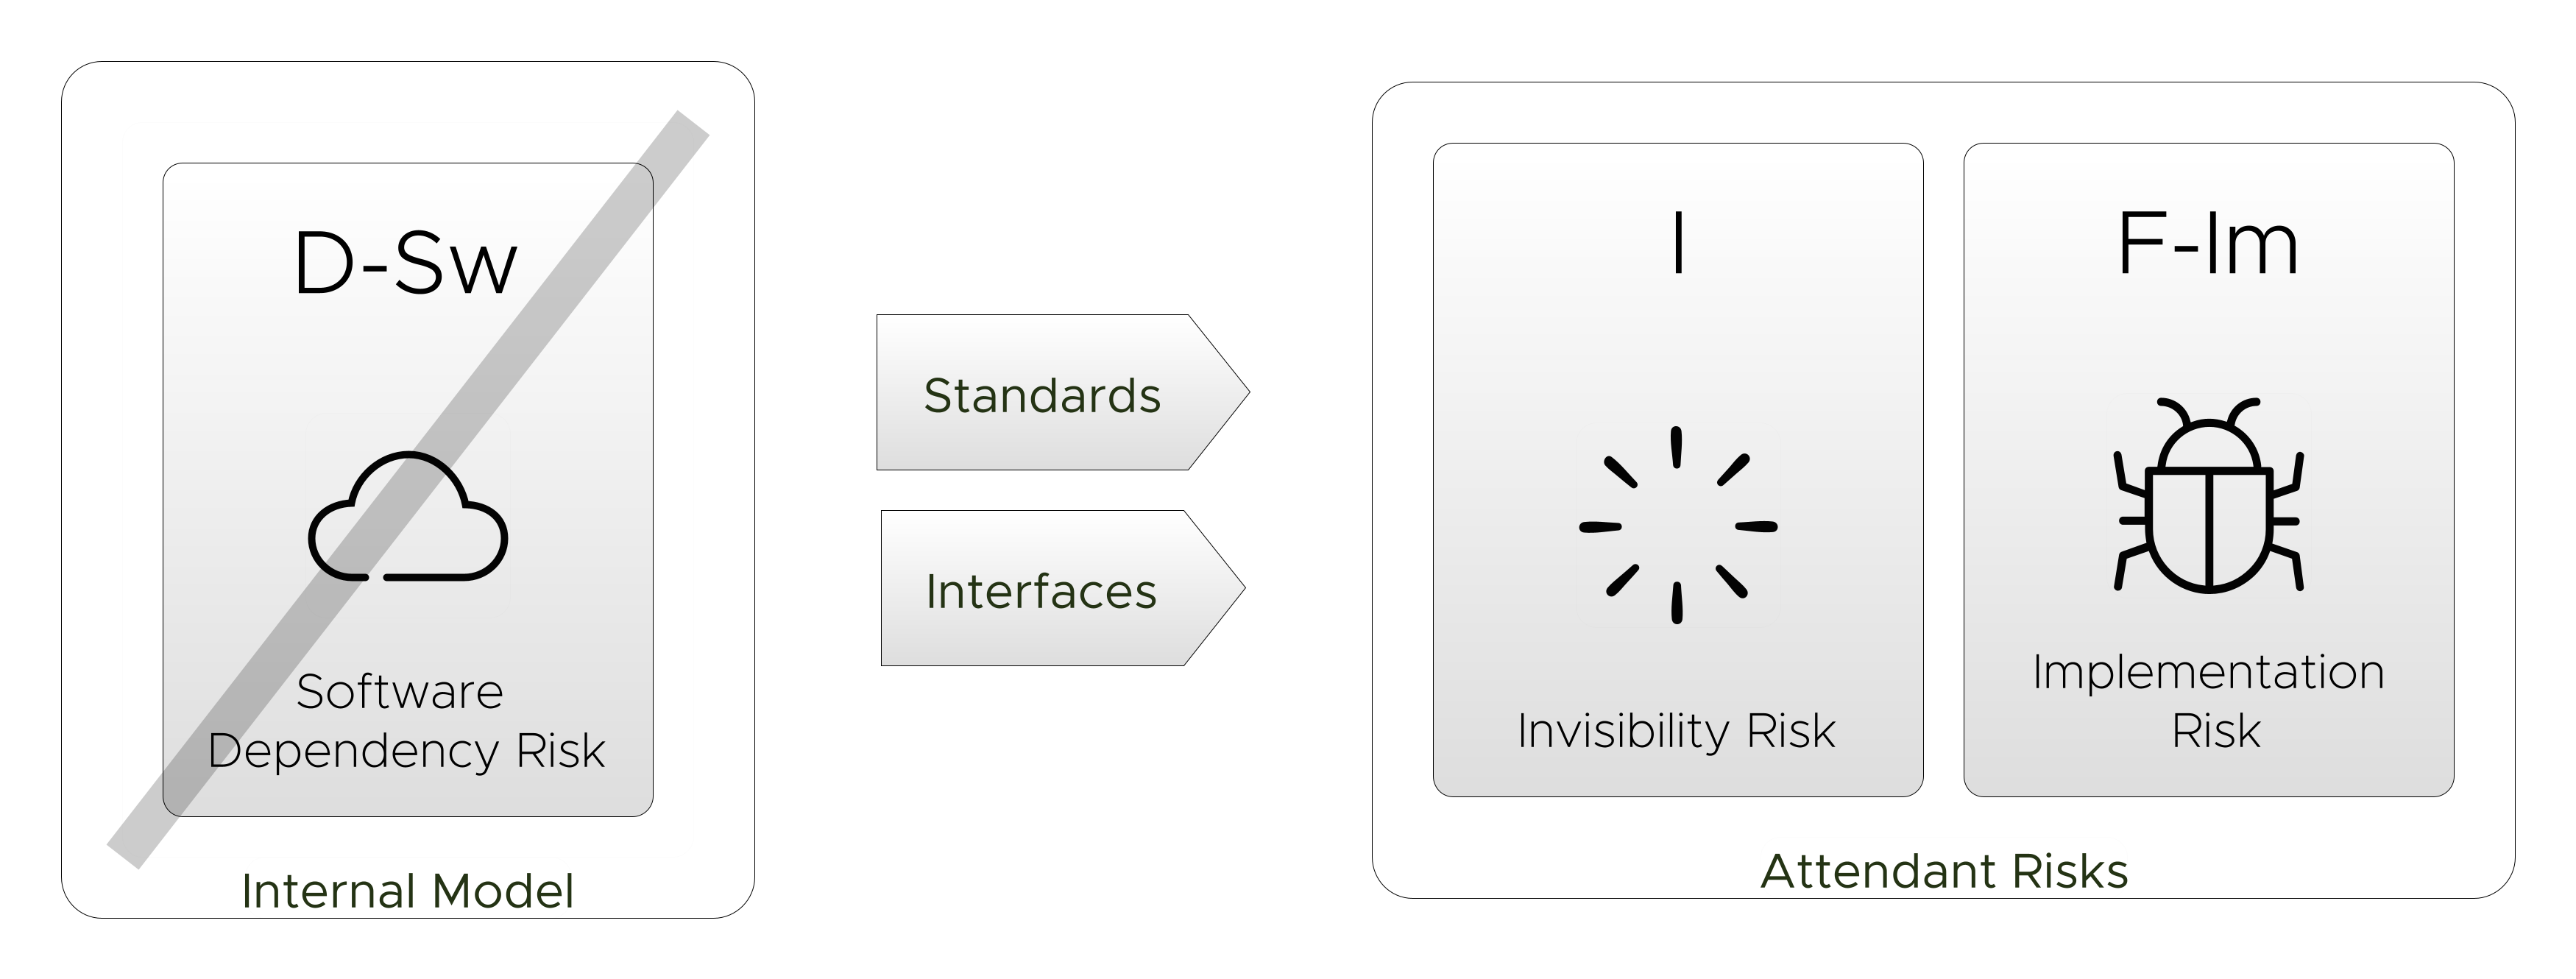 D-Sw
Software
Dependency Risk
Internal Model
Standards
Interfaces
I
Invisibility Risk
F-Im
Implementation
Risk
Attendant Risks